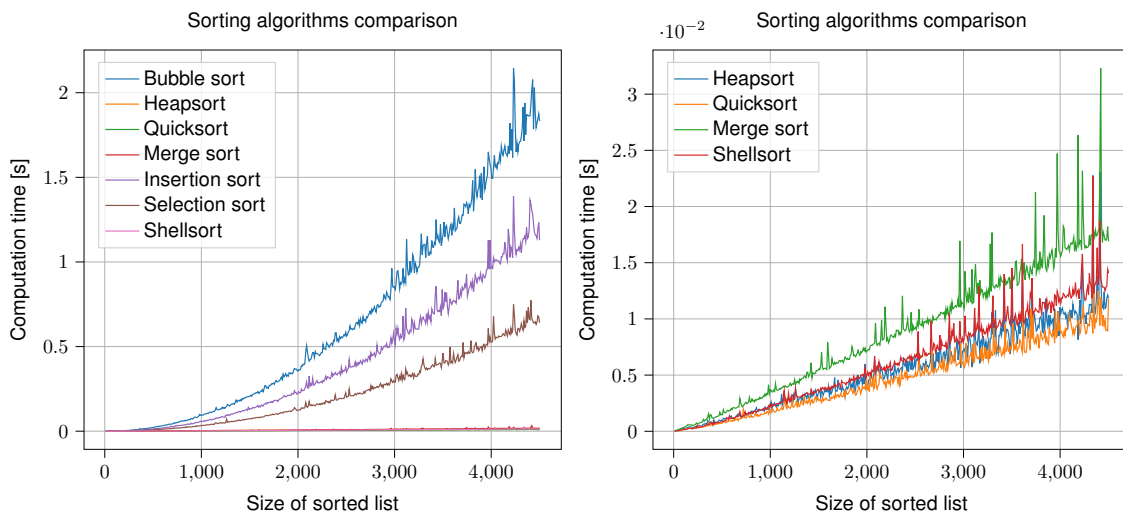 Sorting algorithms comparison
Computation time [s]
2
1.5
1
0.5
0
Bubble sort
Heapsort
Quicksort
Merge sort
Insertion sort
Selection sort
Shellsort
0 1,000 2,000 3,000 4,000
Size of sorted list
Sorting algorithms comparison
·10⁻²
Computation time [s]
3
2.5
2
1.5
1
0.5
0
Heapsort
Quicksort
Merge sort
Shellsort
0 1,000 2,000 3,000 4,000
Size of sorted list